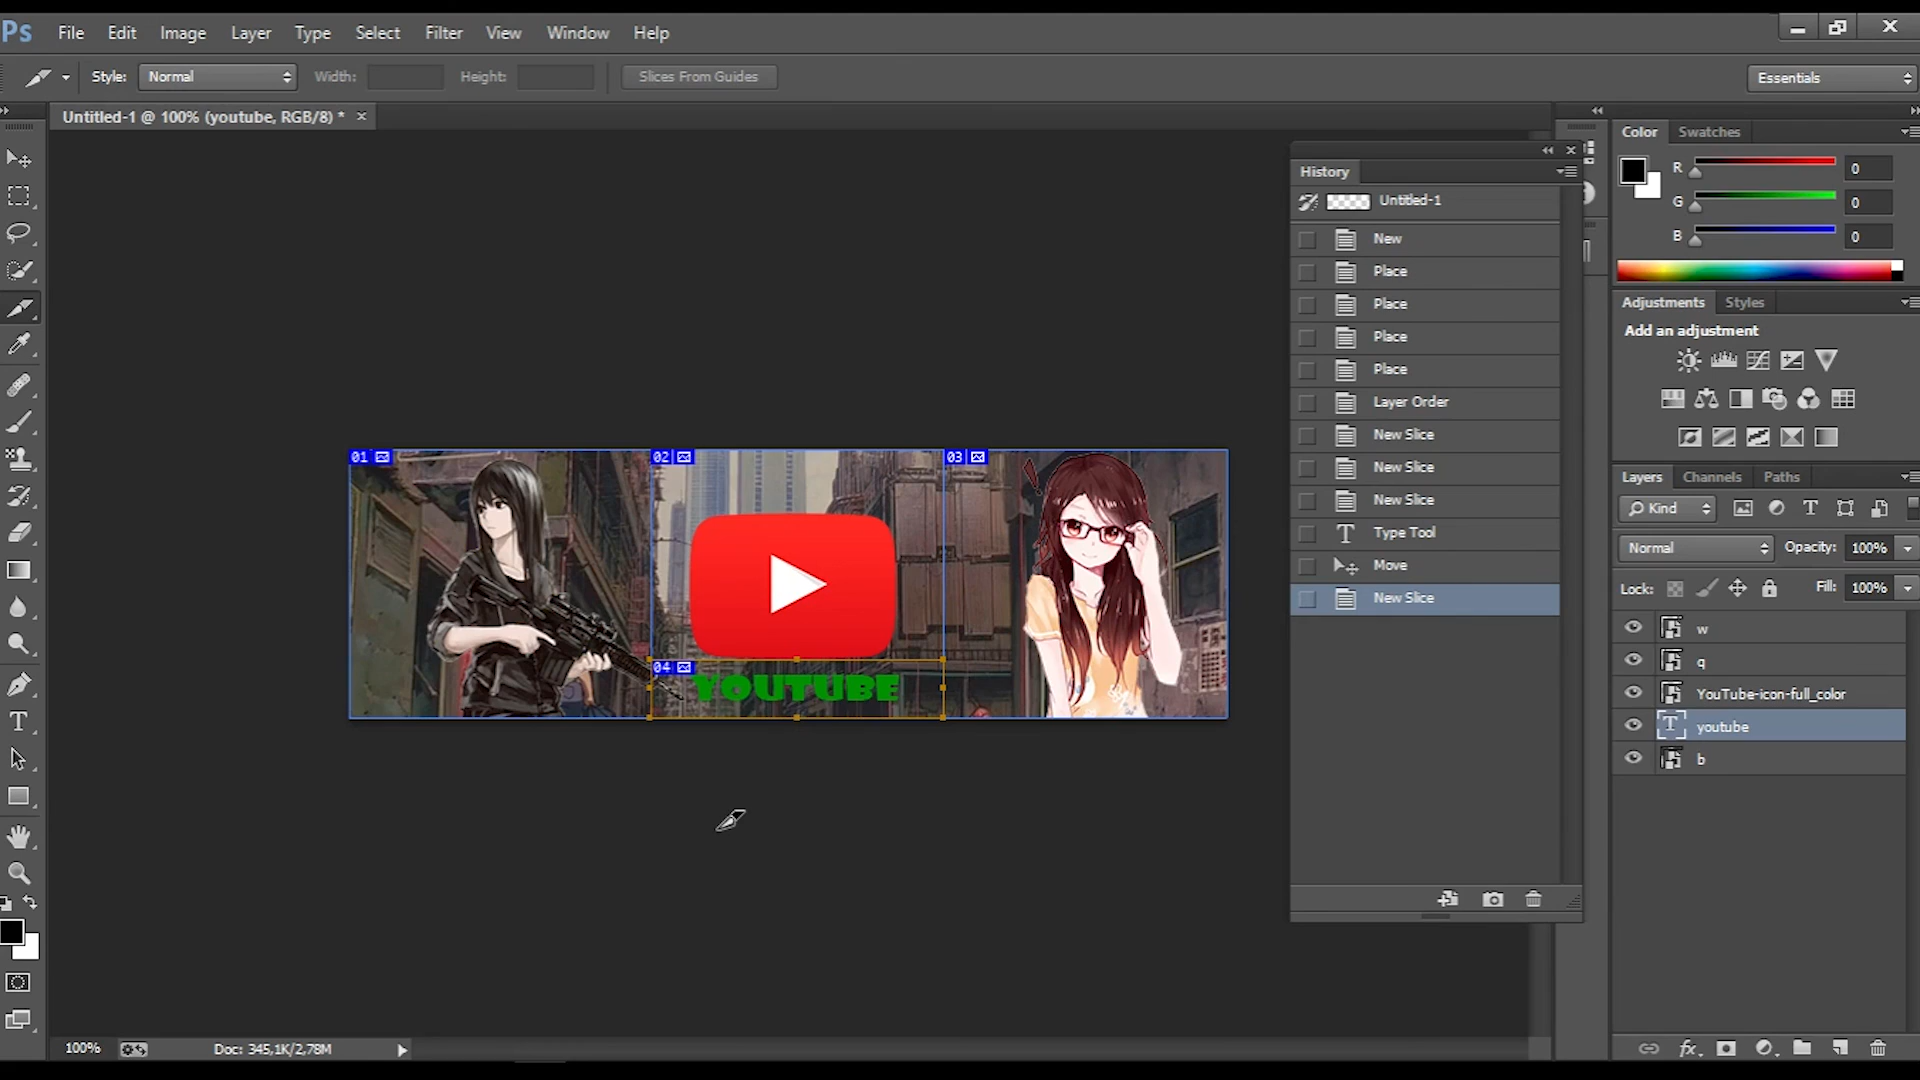 Ps File Edit Image Layer Type Select Filter View Window Help
Style: Normal Width: Height: Slices From Guides Essentials
Untitled-1 @ 100% (youtube, RGB/8) * ×
History
Untitled-1
New
Place
Place
Place
Place
Layer Order
New Slice
New Slice
New Slice
Type Tool
Move
New Slice
01
02
03
04
YOUTUBE
Color Swatches
R 0
G 0
B 0
Adjustments Styles
Add an adjustment
Layers Channels Paths
Kind
Normal Opacity: 100%
Lock: Fill: 100%
w
q
YouTube-icon-full_color
youtube
b
100% Doc: 345,1K/2,78M